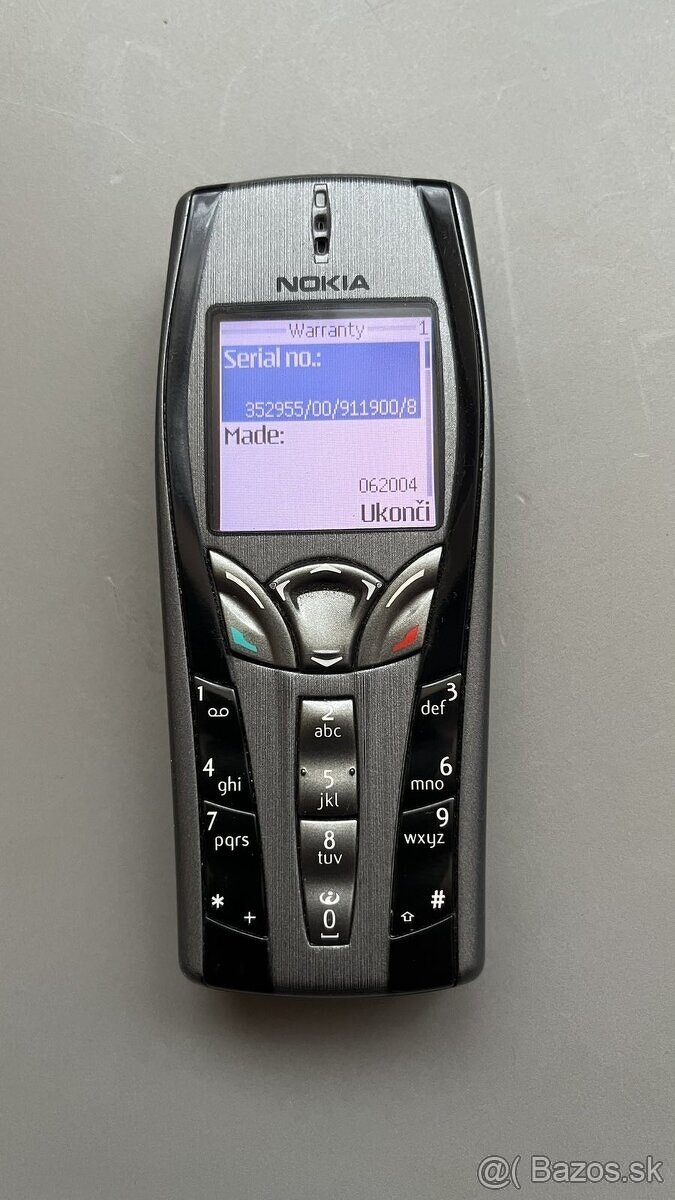 NOKIA
Warranty 1
Serial no.:
352955/00/911900/8
Made:
062004
Ukonči
1 2 abc def 3
4 ghi 5 jkl mno 6
7 pqrs 8 tuv wxyz 9
* + 0 #
@( Bazos.sk